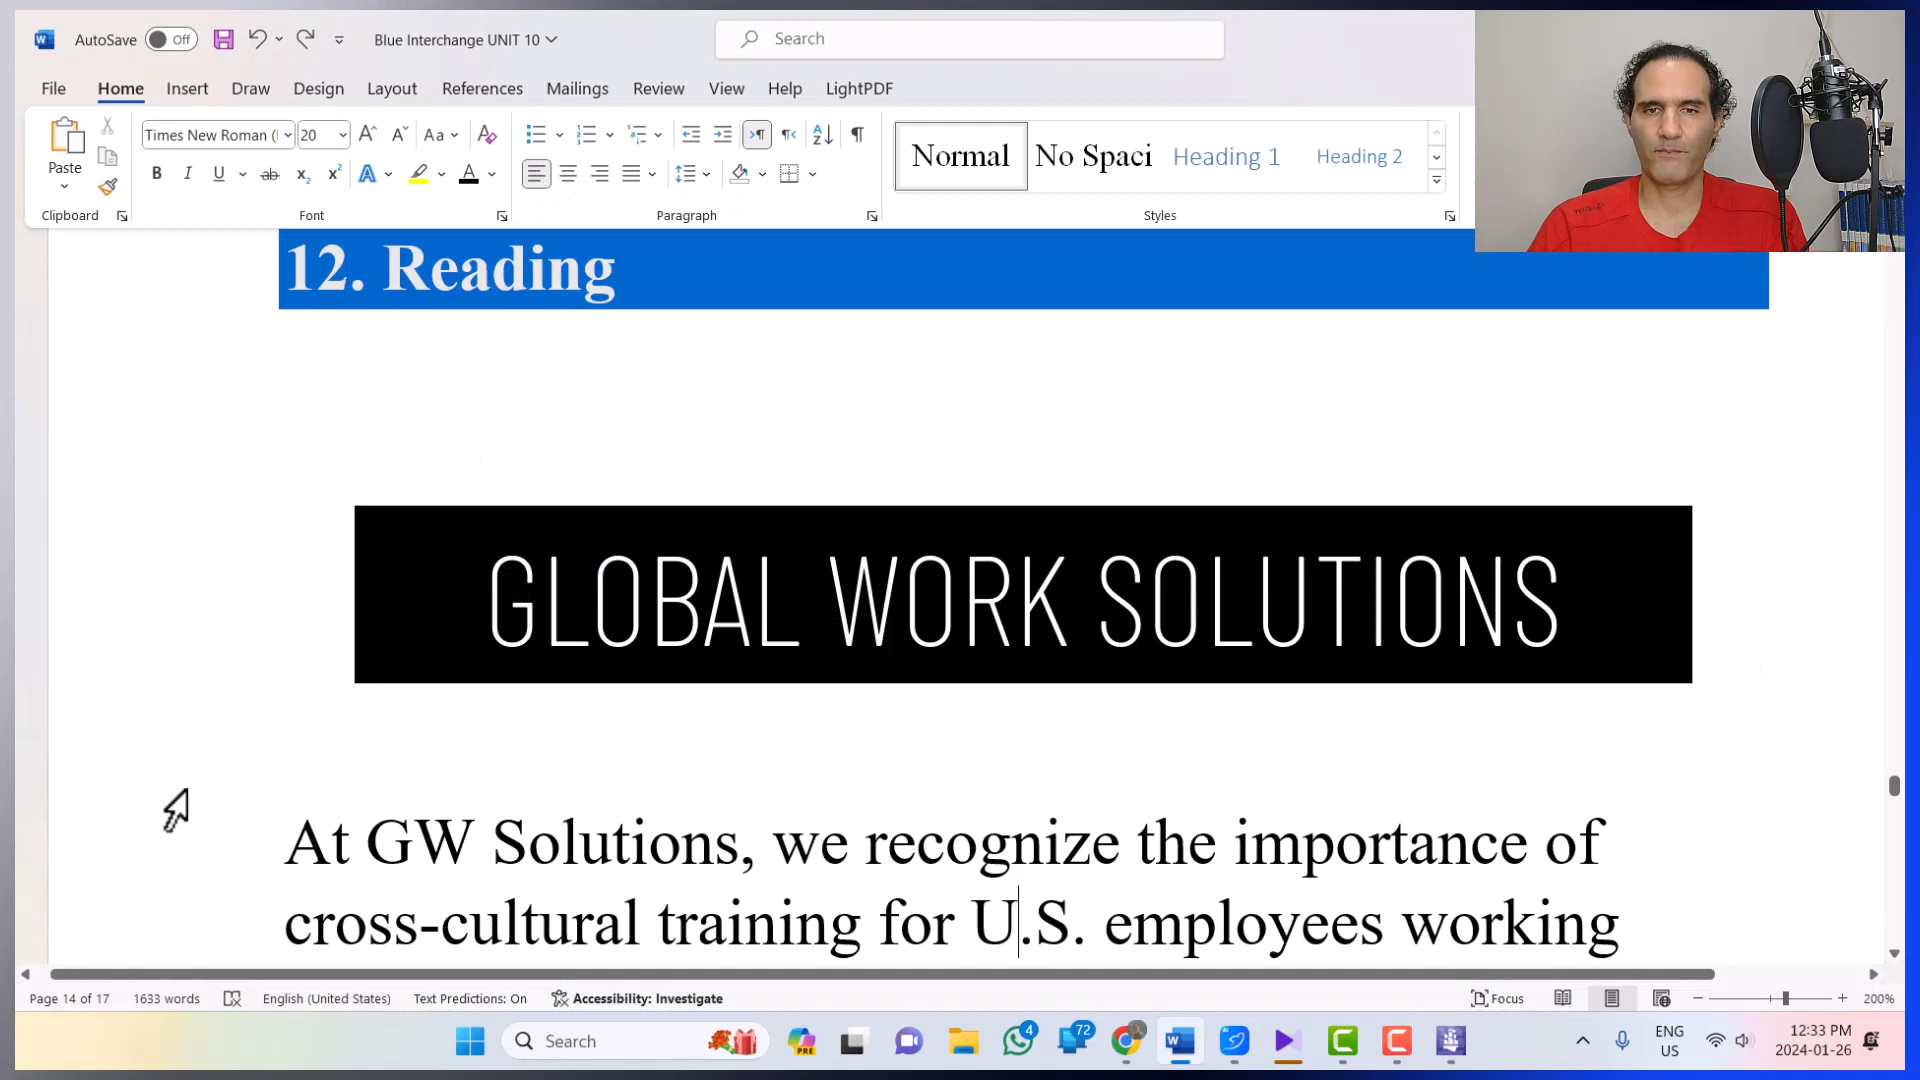 AutoSave Off Blue Interchange UNIT 10 Search
File Home Insert Draw Design Layout References Mailings Review View Help LightPDF
Paste Times New Roman ( 20 Aa Normal No Spaci Heading 1 Heading 2
Clipboard Font Paragraph Styles
12. Reading
GLOBAL WORK SOLUTIONS
At GW Solutions, we recognize the importance of
cross-cultural training for U.S. employees working
Page 14 of 17 1633 words English (United States) Text Predictions: On Accessibility: Investigate Focus 200%
Search PRE 4 72 ENG US 12:33 PM 2024-01-26